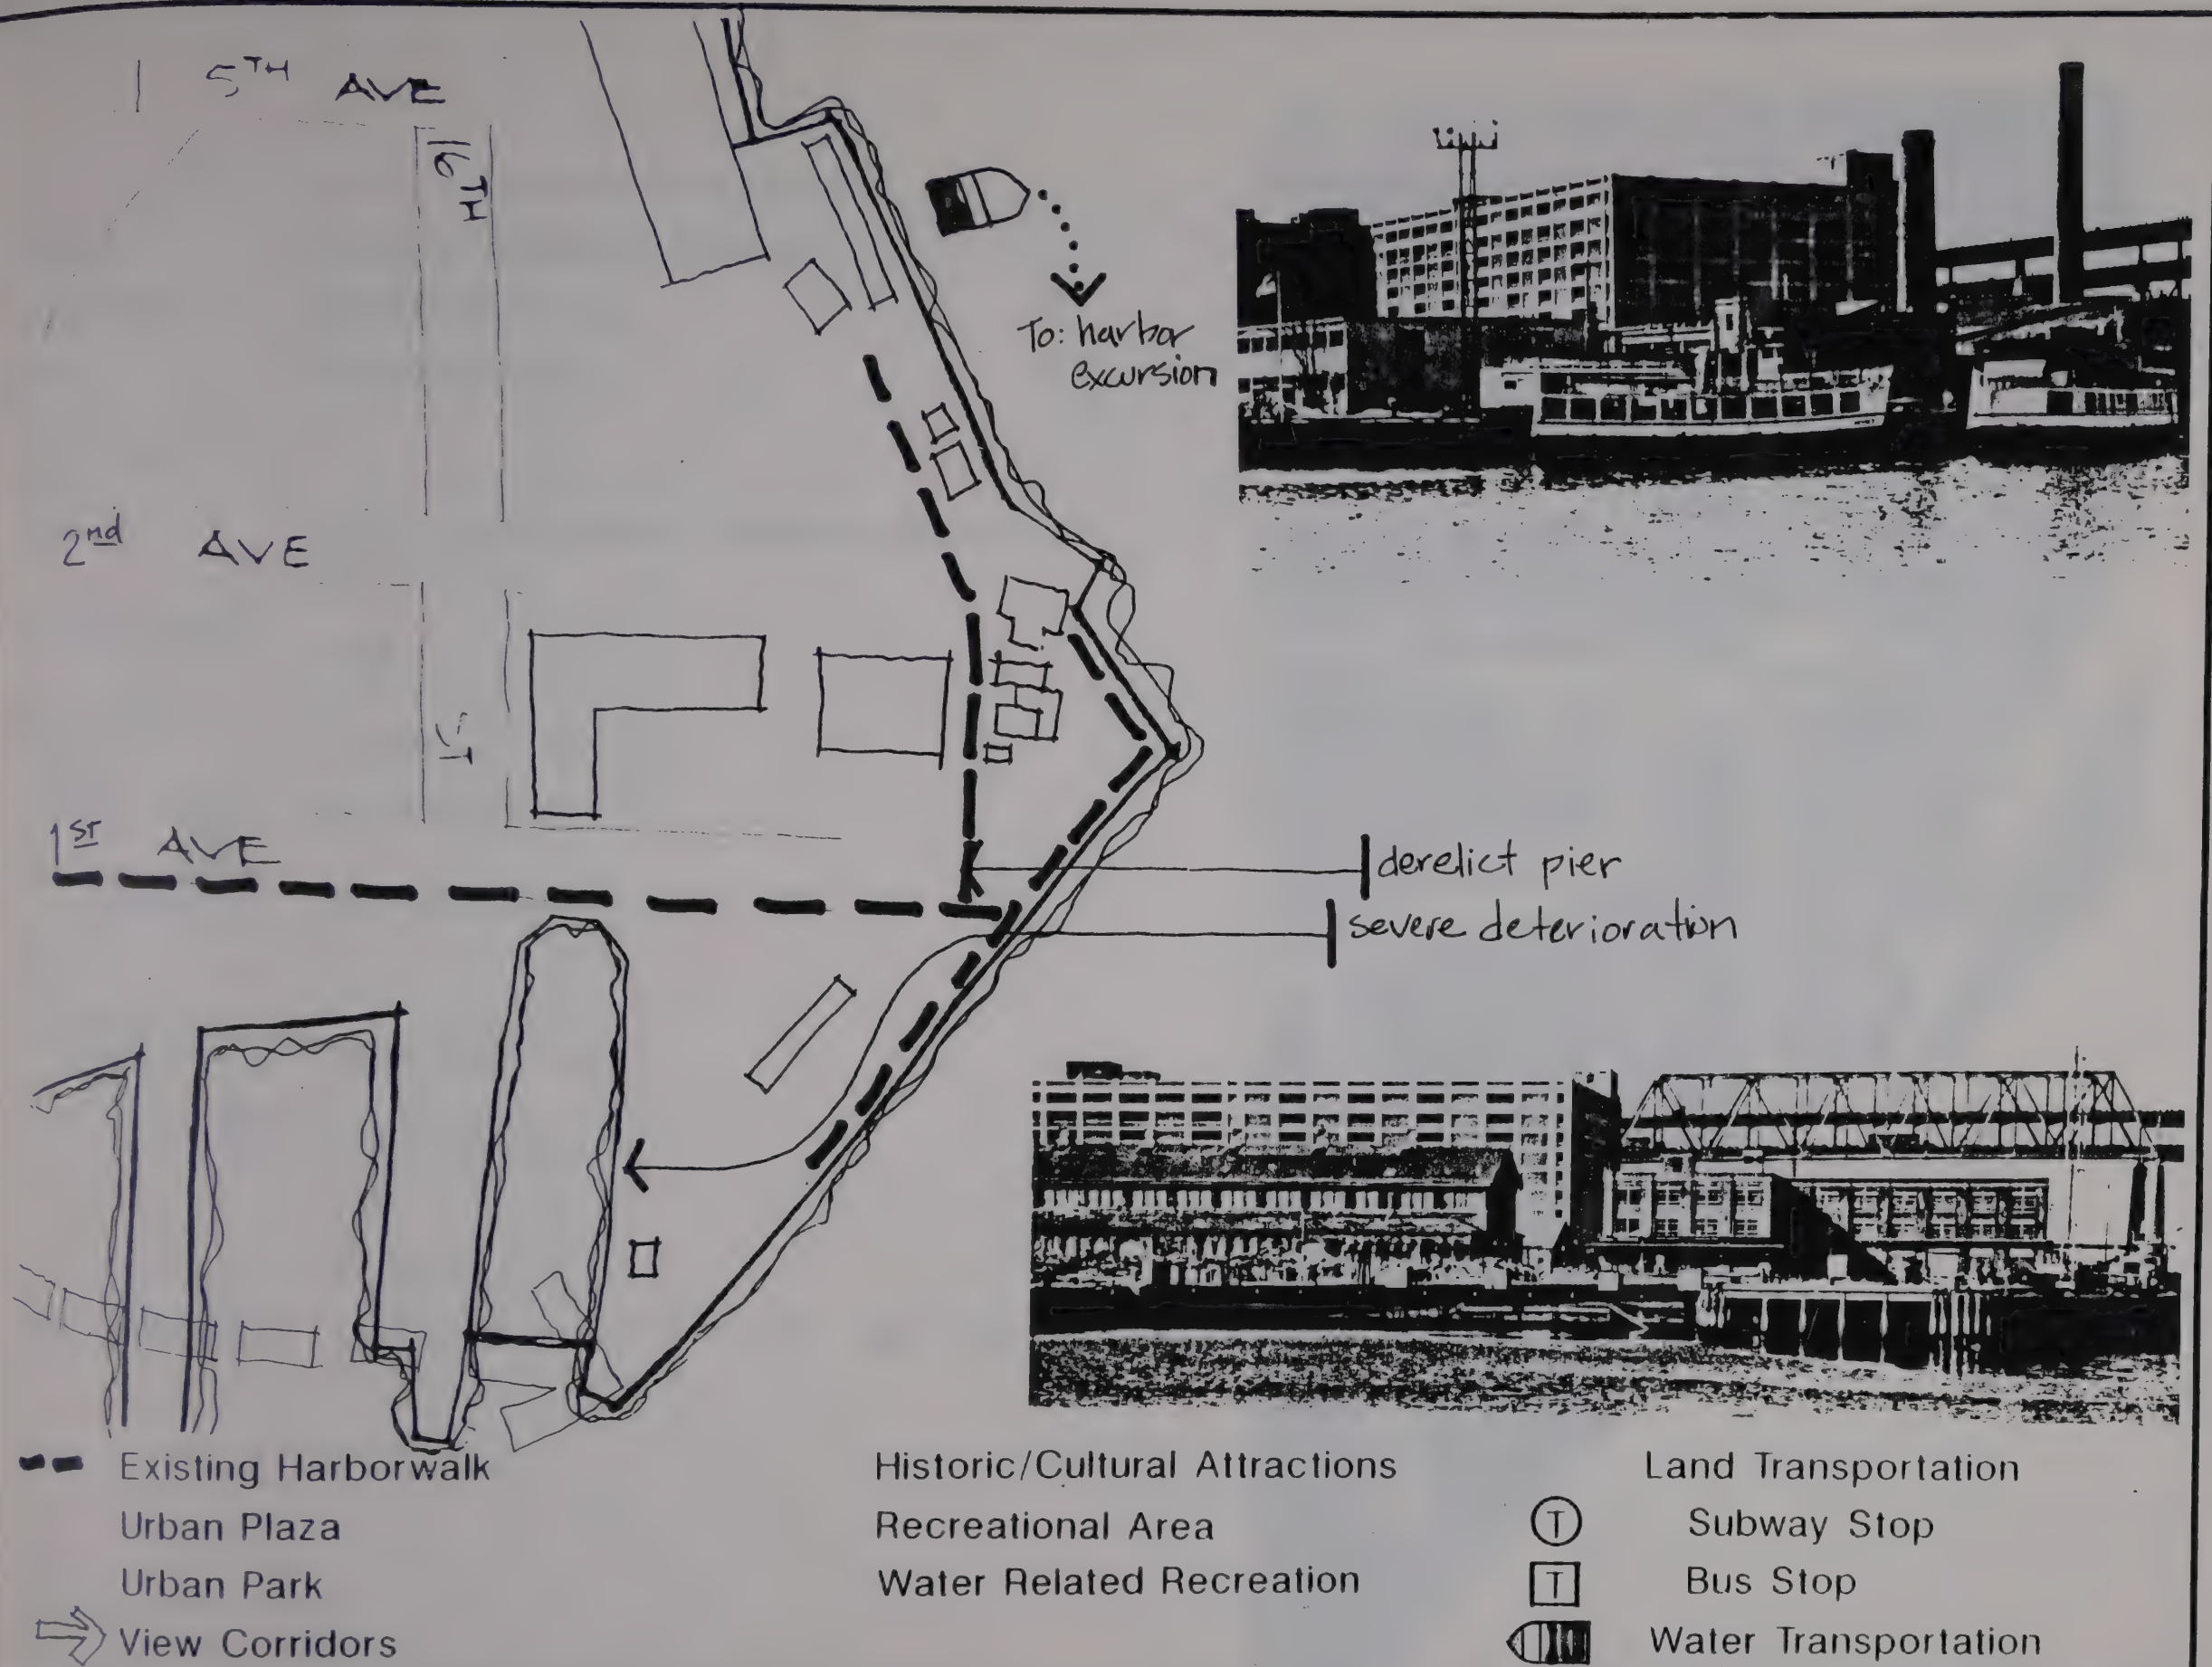 5TH AVE
16TH
To: harbor
excursion
2nd AVE
ST
1ST AVE
derelict pier
severe deterioration
Existing Harborwalk
Urban Plaza
Urban Park
View Corridors
Historic/Cultural Attractions
Recreational Area
Water Related Recreation
Land Transportation
T Subway Stop
T Bus Stop
Water Transportation